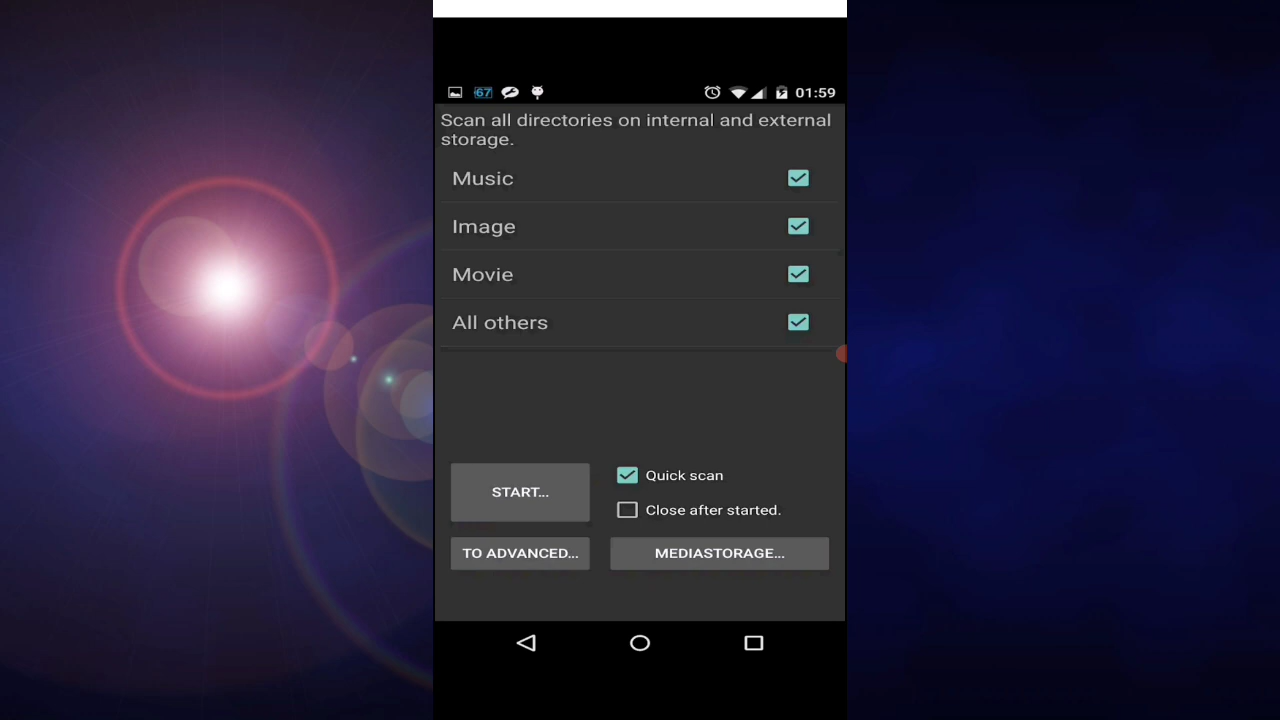 67 01:59
Scan all directories on internal and external
storage.
Music
Image
Movie
All others
START...
Quick scan
Close after started.
TO ADVANCED...
MEDIASTORAGE...